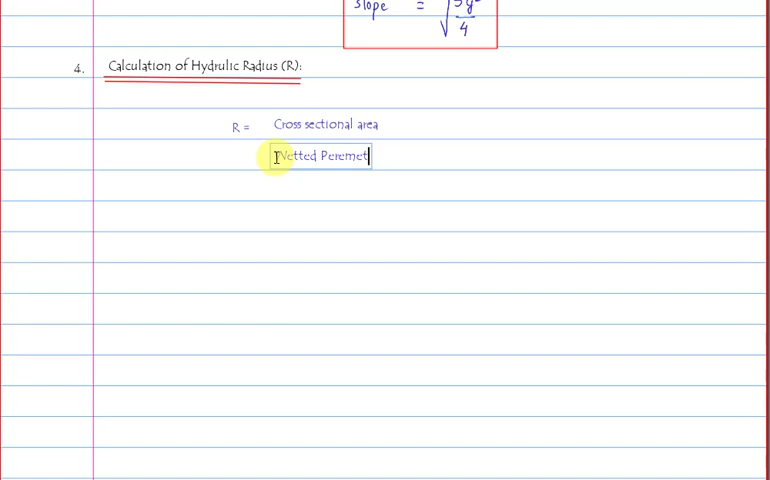 slope = √
4
4. Calculation of Hydrulic Radius (R):
R = Cross sectional area
Wetted Peremet